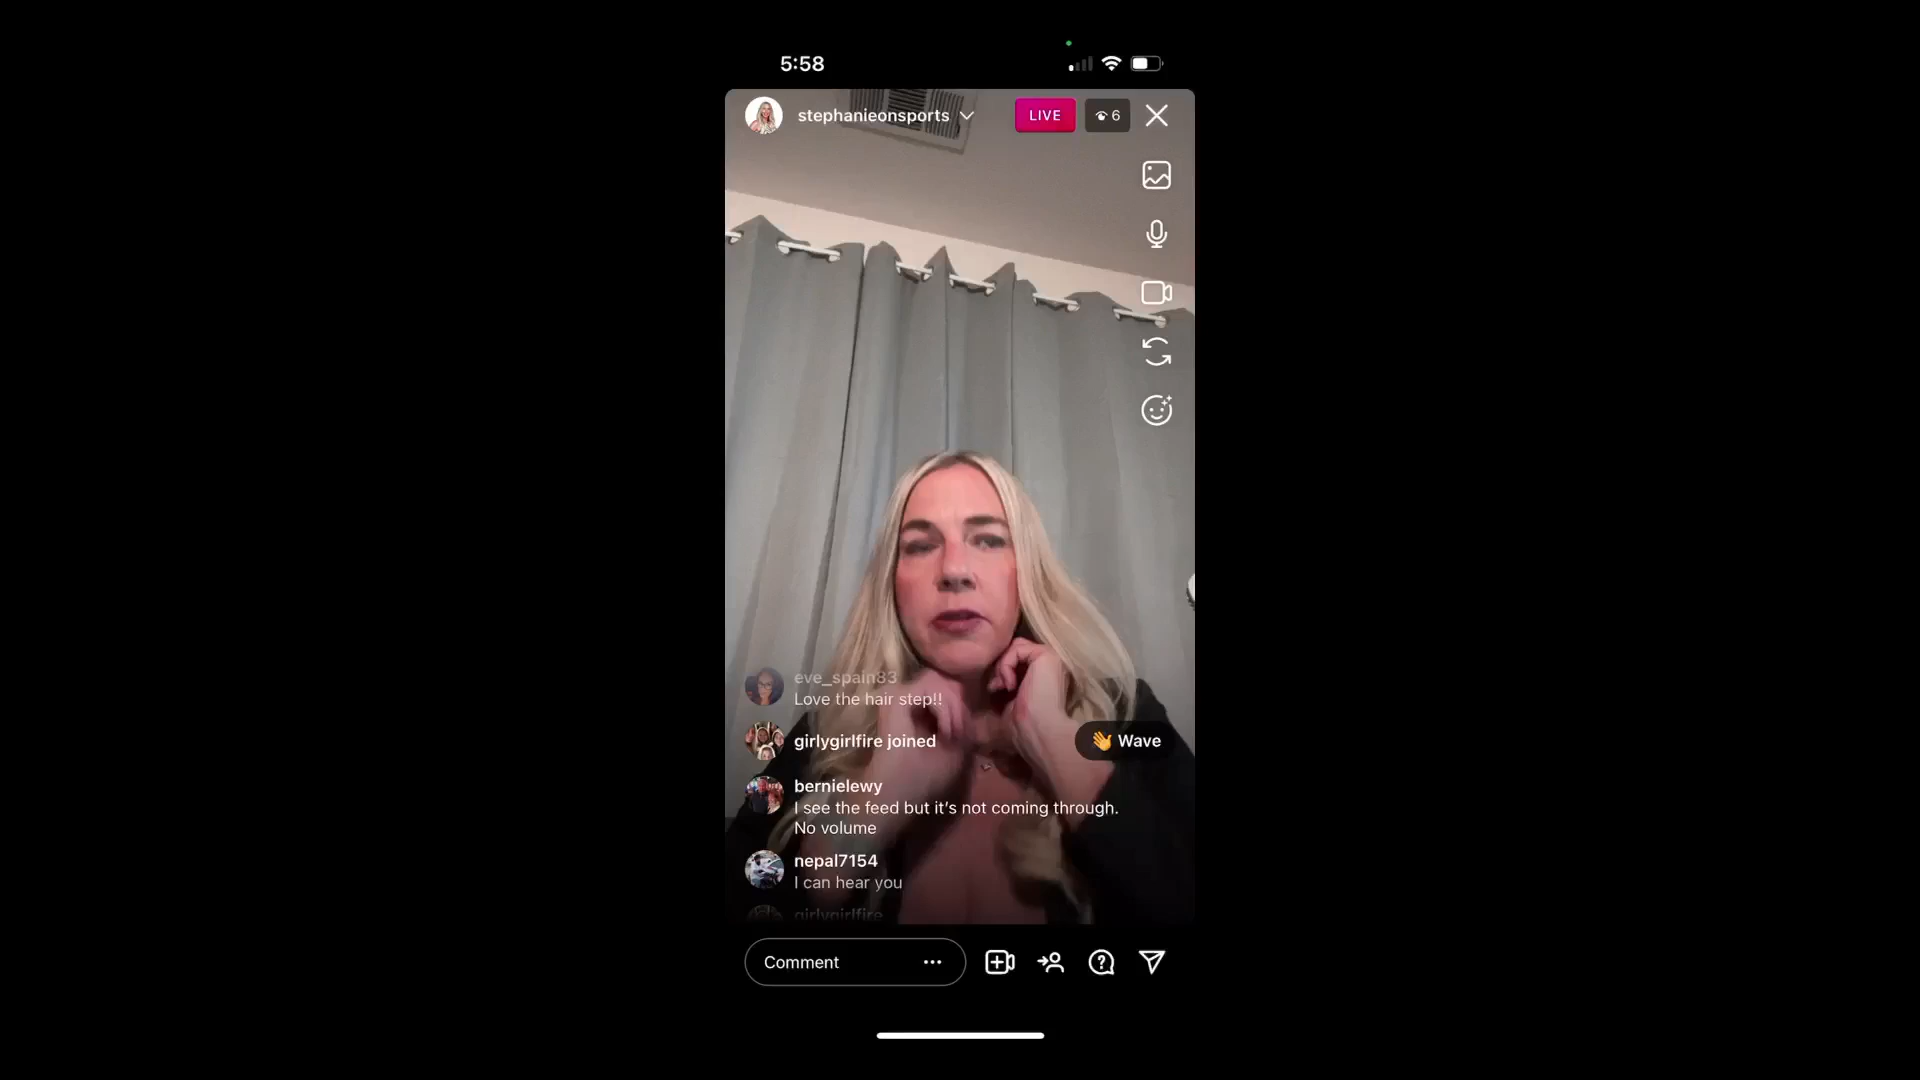 5:58
stephanieonsports
LIVE
6
eve_spain83
Love the hair step!!
girlygirlfire joined
Wave
bernielewy
I see the feed but it’s not coming through.
No volume
nepal7154
I can hear you
girlygirlfire
Comment